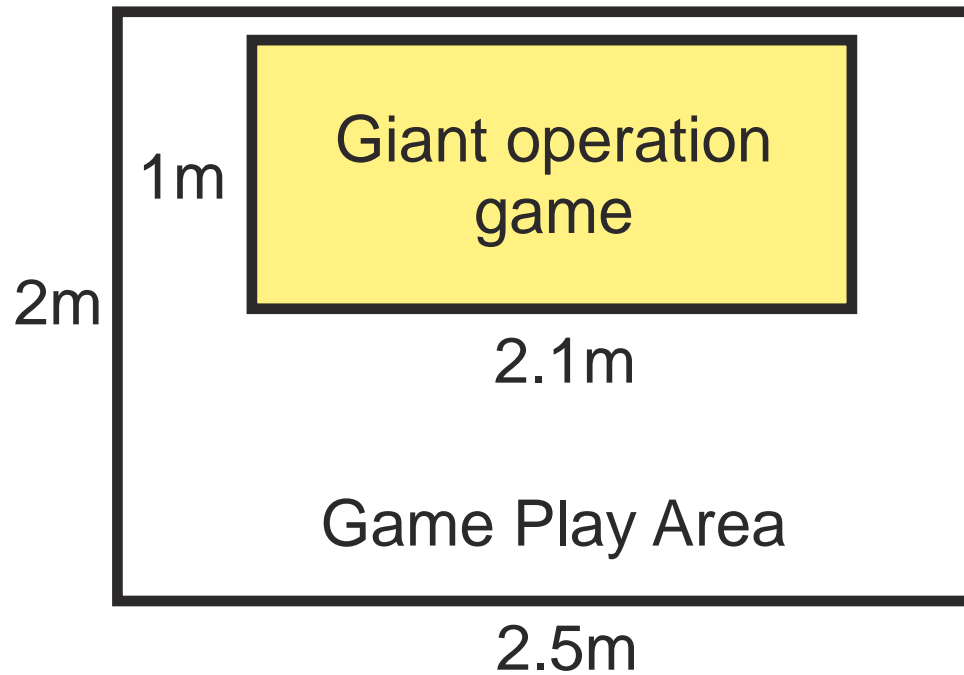 Giant operation
game
1m
2m
2.1m
Game Play Area
2.5m